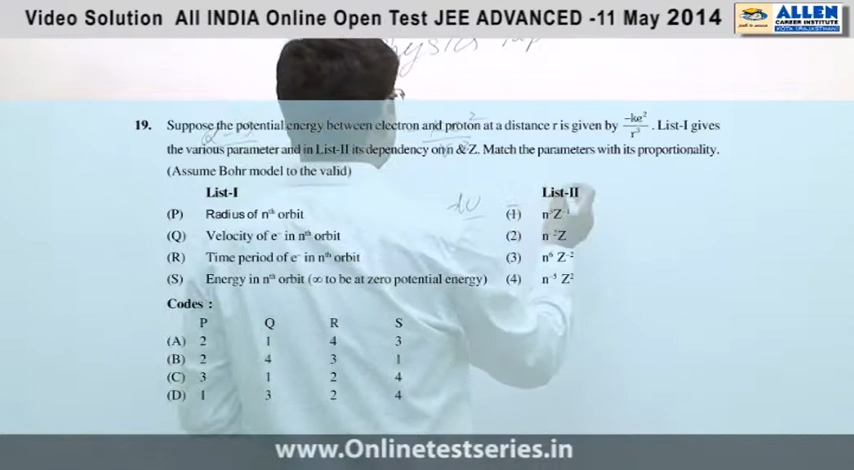 Video Solution All INDIA Online Open Test JEE ADVANCED -11 May 2014
ALLEN
CAREER INSTITUTE
KOTA (RAJASTHAN)
19. Suppose the potential energy between electron and proton at a distance r is given by -ke²/r³. List-I gives
the various parameter and in List-II its dependency on n & Z. Match the parameters with its proportionality.
(Assume Bohr model to the valid)
List-I List-II
(P) Radius of nᵗʰ orbit (1)
(Q) Velocity of e⁻ in nᵗʰ orbit (2)
(R) Time period of e⁻ in nᵗʰ orbit (3) n⁶ Z⁻²
(S) Energy in nᵗʰ orbit (∞ to be at zero potential energy) (4)
Codes :
P Q R S
(A) 2 1 4 3
(B) 2 4 3 1
(C) 3 1 2 4
(D) 1 3 2 4
www.Onlinetestseries.in